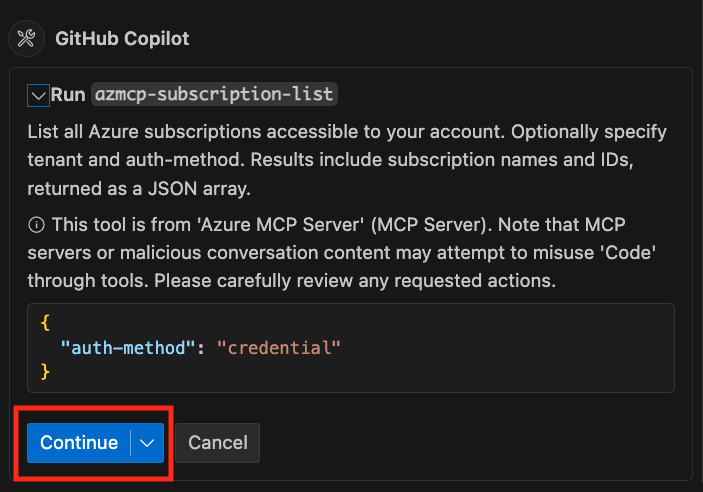 GitHub Copilot
Run azmcp-subscription-list
List all Azure subscriptions accessible to your account. Optionally specify
tenant and auth-method. Results include subscription names and IDs,
returned as a JSON array.
This tool is from 'Azure MCP Server' (MCP Server). Note that MCP
servers or malicious conversation content may attempt to misuse 'Code'
through tools. Please carefully review any requested actions.
{
"auth-method": "credential"
}
Continue Cancel